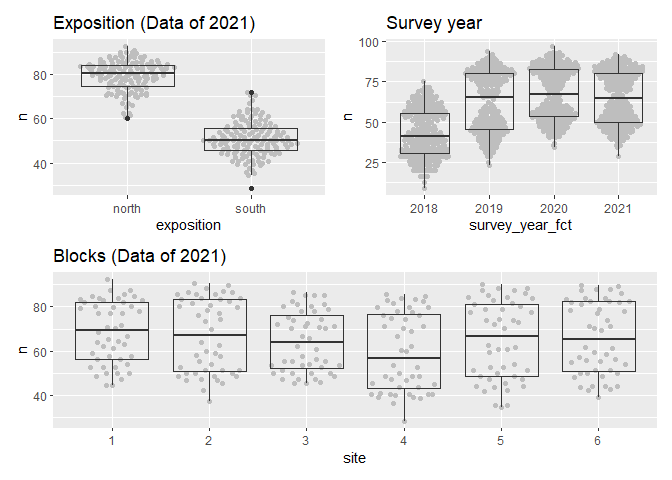 Exposition (Data of 2021)
n
80
60
40
north south
exposition
Survey year
n
100
75
50
25
2018 2019 2020 2021
survey_year_fct
Blocks (Data of 2021)
n
80
60
40
1 2 3 4 5 6
site